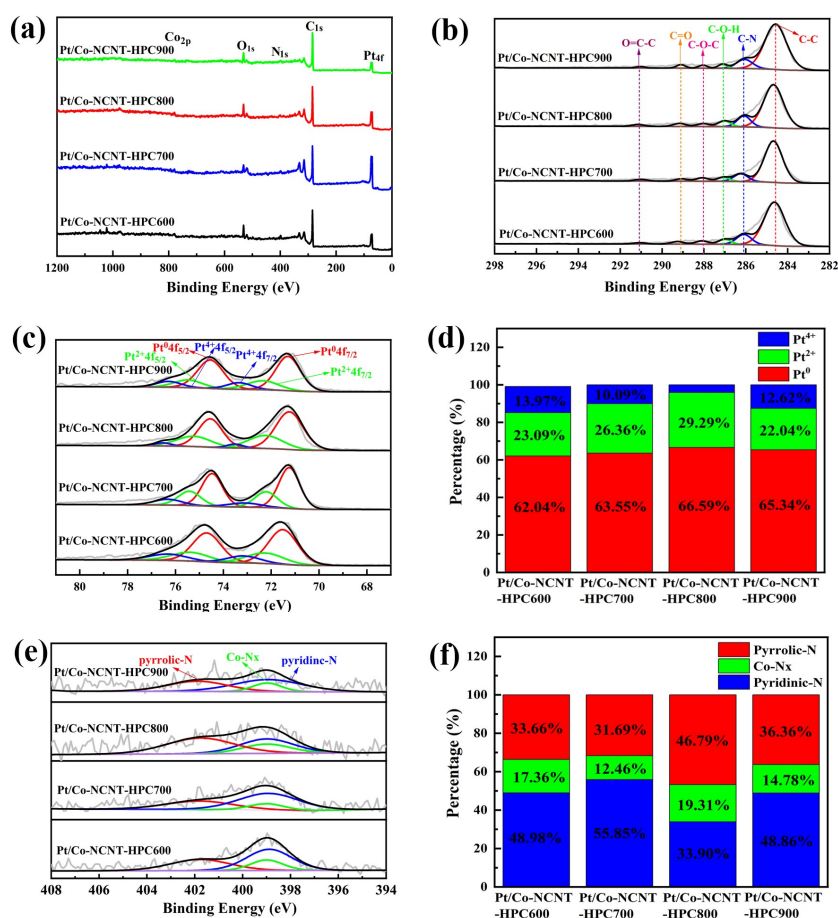 (a)
Co2p
O1s
N1s
C1s
Pt4f
Pt/Co-NCNT-HPC900
Pt/Co-NCNT-HPC800
Pt/Co-NCNT-HPC700
Pt/Co-NCNT-HPC600
1200 1000 800 600 400 200 0
Binding Energy (eV)
(b)
O=C-C
C=O
C-O-C
C-O-H
C-N
C-C
Pt/Co-NCNT-HPC900
Pt/Co-NCNT-HPC800
Pt/Co-NCNT-HPC700
Pt/Co-NCNT-HPC600
298 296 294 292 290 288 286 284 282
Binding Energy (eV)
(c)
Pt2+4f5/2
Pt04f5/2
Pt4+4f5/2
Pt4+4f7/2
Pt04f7/2
Pt2+4f7/2
Pt/Co-NCNT-HPC900
Pt/Co-NCNT-HPC800
Pt/Co-NCNT-HPC700
Pt/Co-NCNT-HPC600
80 78 76 74 72 70 68
Binding Energy (eV)
(d)
Pt4+
Pt2+
Pt0
120
100
80
60
40
20
0
Percentage (%)
13.97% 10.09% 12.62%
23.09% 26.36% 29.29% 22.04%
62.04% 63.55% 66.59% 65.34%
Pt/Co-NCNT Pt/Co-NCNT Pt/Co-NCNT Pt/Co-NCNT
-HPC600 -HPC700 -HPC800 -HPC900
(e)
pyrrolic-N
Co-Nx
pyridinc-N
Pt/Co-NCNT-HPC900
Pt/Co-NCNT-HPC800
Pt/Co-NCNT-HPC700
Pt/Co-NCNT-HPC600
408 406 404 402 400 398 396 394
Binding Energy (eV)
(f)
Pyrrolic-N
Co-Nx
Pyridinic-N
100
80
60
40
20
0
Percentage (%)
33.66% 31.69% 46.79% 36.36%
17.36% 12.46% 19.31% 14.78%
48.98% 55.85% 33.90% 48.86%
Pt/Co-NCNT Pt/Co-NCNT Pt/Co-NCNT Pt/Co-NCNT
-HPC600 -HPC700 -HPC800 -HPC900